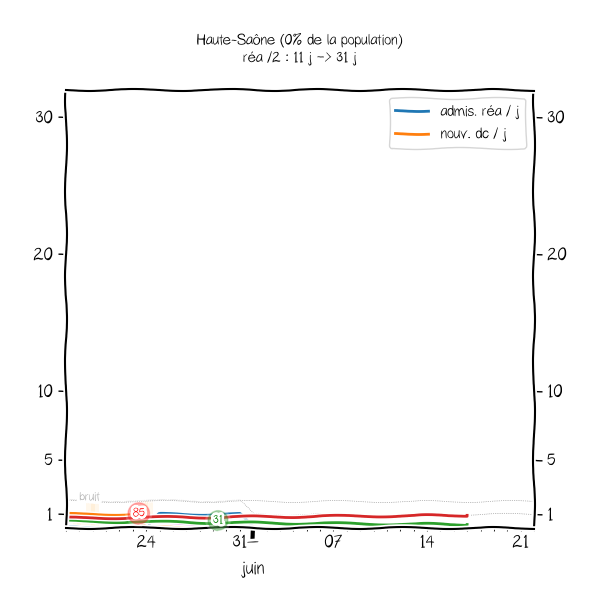 Haute-Saône (0% de la population)
réa /2 : 11 j -> 31 j
admis. réa / j
nouv. dc / j
30
30
20
20
10
10
5
5
bruit
85
31
1
1
24
31
07
14
21
juin